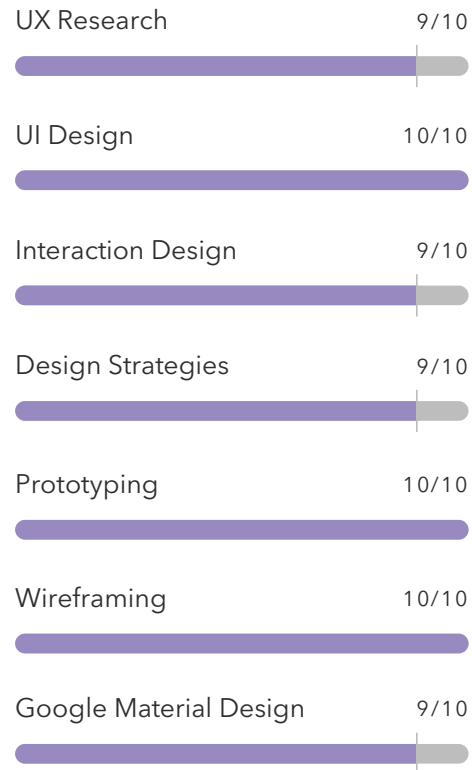 UX Research 9/10
UI Design 10/10
Interaction Design 9/10
Design Strategies 9/10
Prototyping 10/10
Wireframing 10/10
Google Material Design 9/10